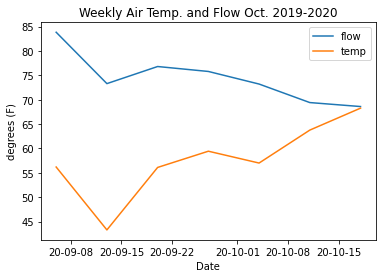 Weekly Air Temp. and Flow Oct. 2019-2020
flow
temp
degrees (F)
85
80
75
70
65
60
55
50
45
20-09-08 20-09-15 20-09-22 20-10-01 20-10-08 20-10-15
Date